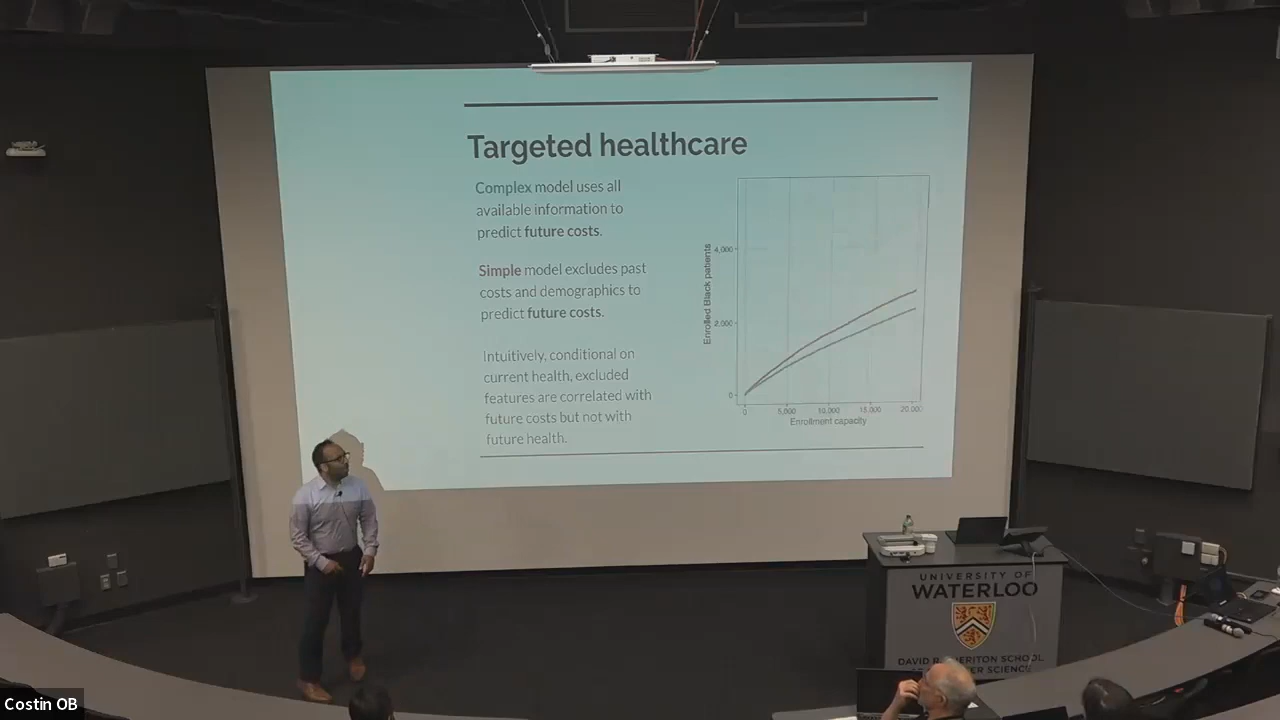 Targeted healthcare
Complex model uses all
available information to
predict future costs.
Simple model excludes past
costs and demographics to
predict future costs.
Intuitively, conditional on
current health, excluded
features are correlated with
future costs but not with
future health.
Enrolled Black patients
4,000
2,000
0
0 5,000 10,000 15,000 20,000
Enrollment capacity
UNIVERSITY OF
WATERLOO
DAVID R. SCHOOL
SCIENCE
Costin OB